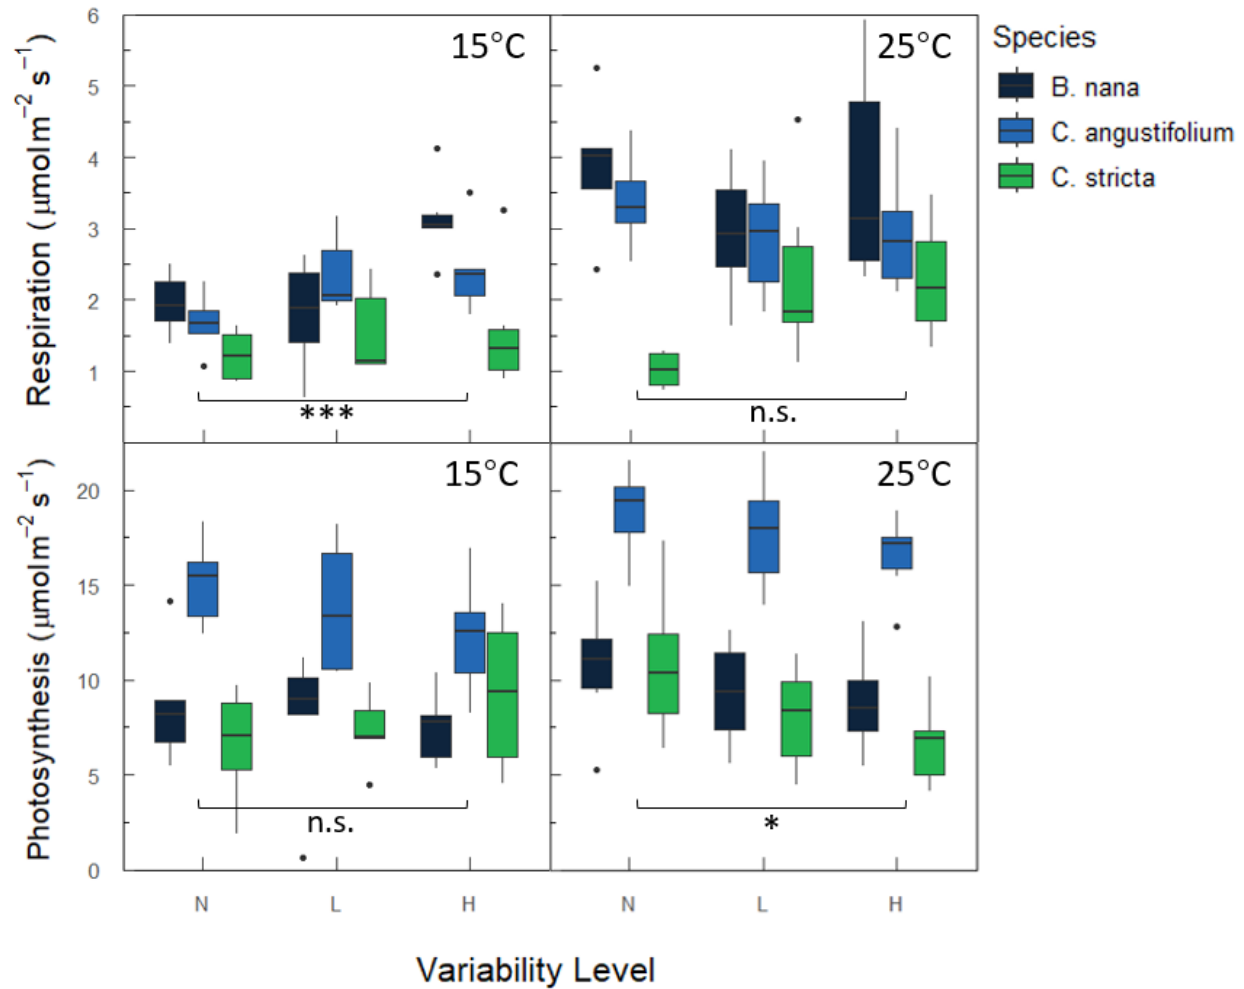 Respiration ( μmolm−2 s−1)
6
5
4
3
2
1
15°C
***
25°C
n.s.
Species
B. nana
C. angustifolium
C. stricta
Photosynthesis (μmolm−2 s−1)
20
15
10
5
0
15°C
n.s.
25°C
*
N L H N L H
Variability Level